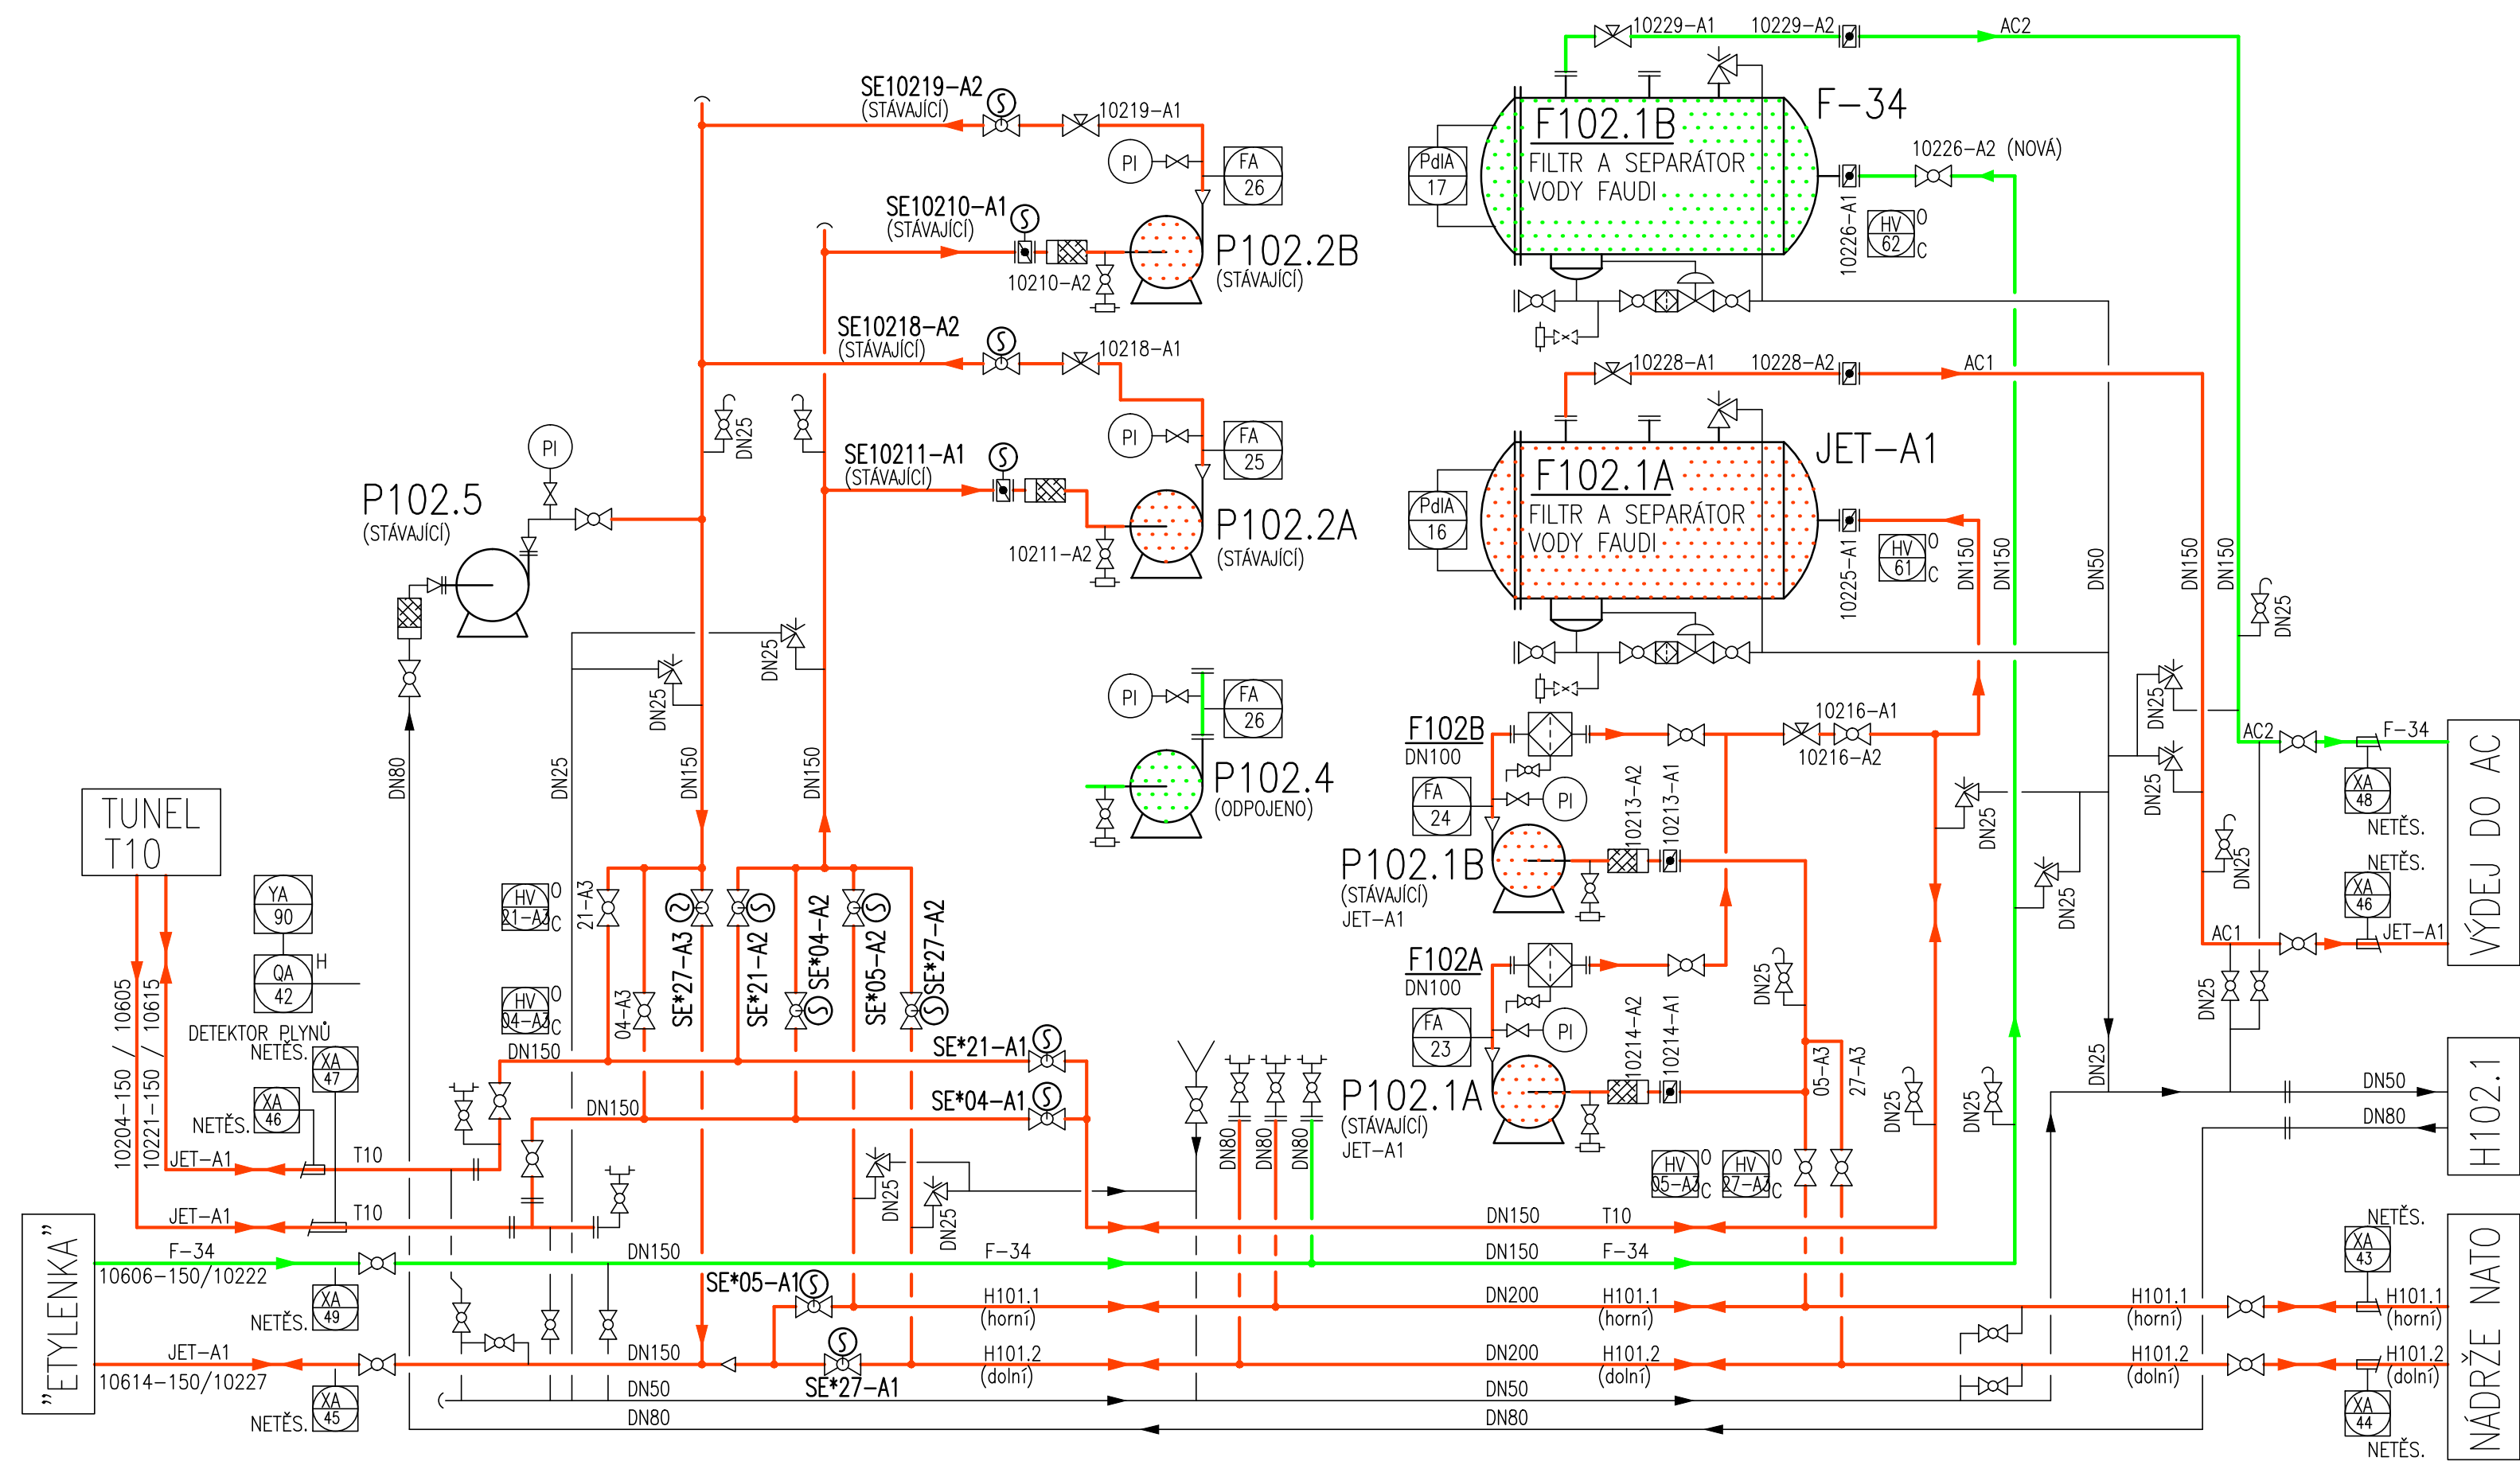 10229-A1
10229-A2
AC2
SE10219-A2
(STÁVAJÍCÍ)
10219-A1
PI
FA
26
F102.1B
FILTR A SEPARÁTOR
VODY FAUDI
F-34
PdIA
17
10226-A2 (NOVÁ)
10226-A1
HV
62
O
C
SE10210-A1
(STÁVAJÍCÍ)
10210-A2
P102.2B
(STÁVAJÍCÍ)
SE10218-A2
(STÁVAJÍCÍ)
10218-A1
10228-A1
10228-A2
AC1
DN25
PI
PI
FA
25
SE10211-A1
(STÁVAJÍCÍ)
10211-A2
P102.2A
(STÁVAJÍCÍ)
F102.1A
FILTR A SEPARÁTOR
VODY FAUDI
JET-A1
PdIA
16
10225-A1
HV
61
O
C
DN150
DN150
DN50
DN150
DN150
DN25
P102.5
(STÁVAJÍCÍ)
DN25
DN25
DN80
DN25
DN150
DN150
PI
FA
26
P102.4
(ODPOJENO)
F102B
DN100
FA
24
PI
10216-A1
10216-A2
10213-A2
10213-A1
P102.1B
(STÁVAJÍCÍ)
JET-A1
DN25
DN25
DN25
DN25
DN25
AC2
F-34
XA
48
NETĚS.
NETĚS.
XA
46
AC1
JET-A1
VÝDEJ DO AC
TUNEL
T10
YA
90
QA
42
H
DETEKTOR PLYNŮ
NETĚS.
XA
47
XA
46
NETĚS.
10204-150 / 10605
10221-150 / 10615
HV
21-A3
O
C
21-A3
HV
04-A3
O
C
04-A3
SE*27-A3
SE*21-A2
SE*04-A2
SE*05-A2
SE*27-A2
DN150
SE*21-A1
DN150
SE*04-A1
F102A
DN100
FA
23
PI
10214-A2
10214-A1
P102.1A
(STÁVAJÍCÍ)
JET-A1
DN25
05-A3
27-A3
HV
05-A3
O
C
HV
27-A3
O
C
DN25
DN25
DN25
DN25
DN50
DN80
H102.1
DN80
DN80
DN80
DN25
DN25
JET-A1
T10
JET-A1
T10
DN150
T10
"ETYLENKA"
F-34
10606-150/10222
DN150
F-34
DN150
F-34
XA
49
NETĚS.
SE*05-A1
H101.1
(horní)
DN200
H101.1
(horní)
H101.1
(horní)
NETĚS.
XA
43
H101.1
(horní)
JET-A1
10614-150/10227
DN150
SE*27-A1
H101.2
(dolní)
DN200
H101.2
(dolní)
H101.2
(dolní)
H101.2
(dolní)
XA
45
NETĚS.
XA
44
NETĚS.
DN50
DN50
DN80
DN80
NÁDRŽE NATO